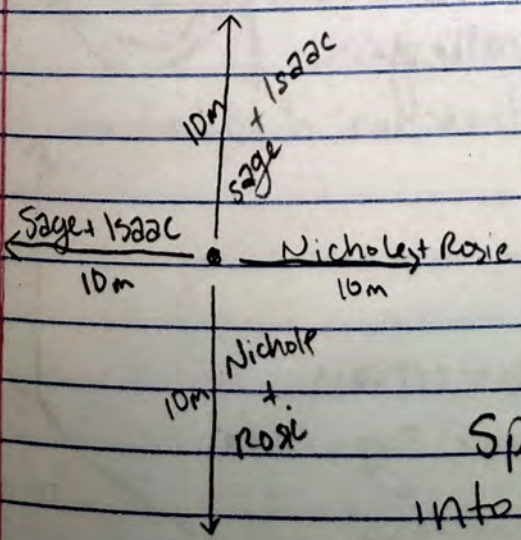 10m
Sage + Isaac
Sage + Isaac
10m
Nichole + Rosie
10m
Nichole
+
Rosie
10m
Sp
into